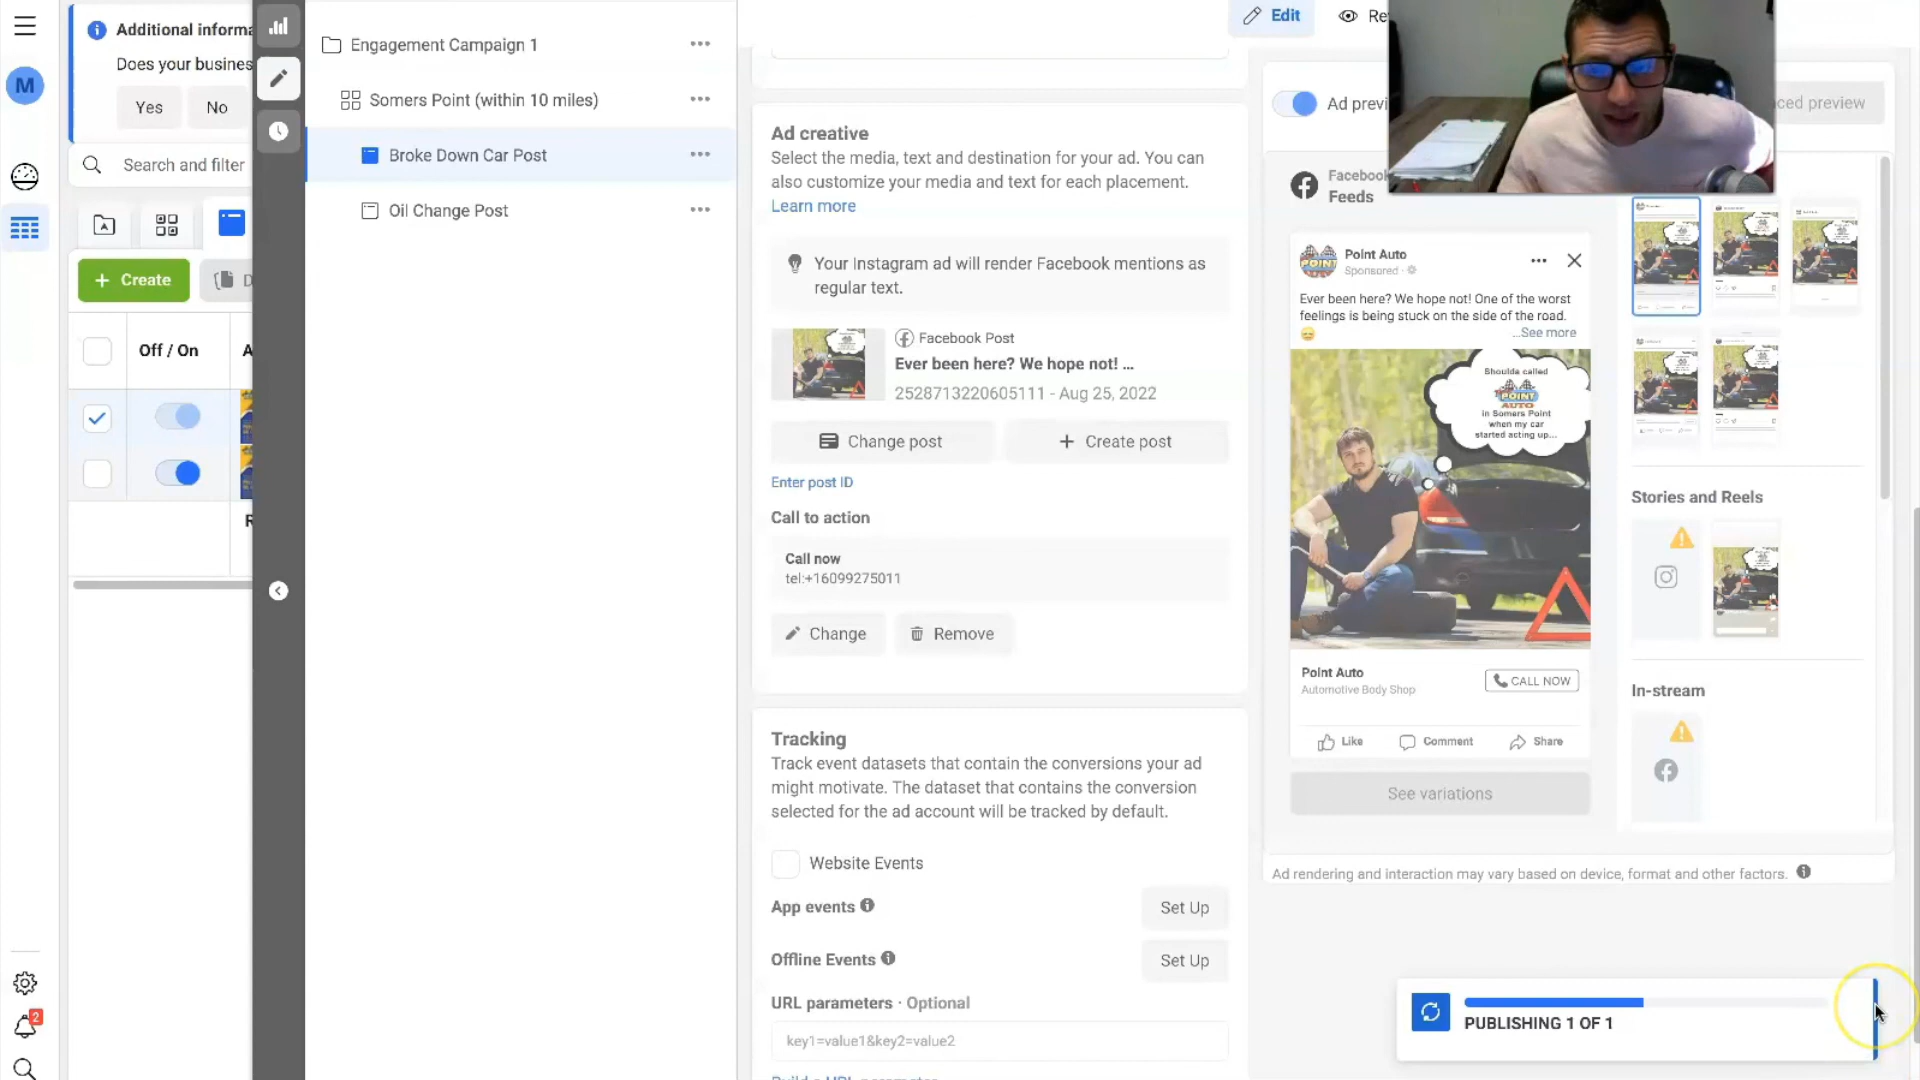 Additional informa
Does your busines
Yes
No
M
Search and filter
Create
D
Off / On
A
R
2
Engagement Campaign 1
Somers Point (within 10 miles)
Broke Down Car Post
Oil Change Post
Edit
Re
Ad creative
Select the media, text and destination for your ad. You can
also customize your media and text for each placement.
Learn more
Your Instagram ad will render Facebook mentions as
regular text.
Facebook Post
Ever been here? We hope not! ...
2528713220605111 - Aug 25, 2022
Change post
Create post
Enter post ID
Call to action
Call now
tel:+16099275011
Change
Remove
Tracking
Track event datasets that contain the conversions your ad
might motivate. The dataset that contains the conversion
selected for the ad account will be tracked by default.
Website Events
App events
Set Up
Offline Events
Set Up
URL parameters · Optional
key1=value1&key2=value2
Build a URL parameter
Ad previ
ced preview
Facebook
Feeds
Point Auto
Sponsored ·
Ever been here? We hope not! One of the worst
feelings is being stuck on the side of the road.
...See more
Shoulda called
POINT
AUTO
in Somers Point
when my car
started acting up...
Point Auto
Automotive Body Shop
CALL NOW
Like
Comment
Share
See variations
Stories and Reels
In-stream
Ad rendering and interaction may vary based on device, format and other factors.
PUBLISHING 1 OF 1